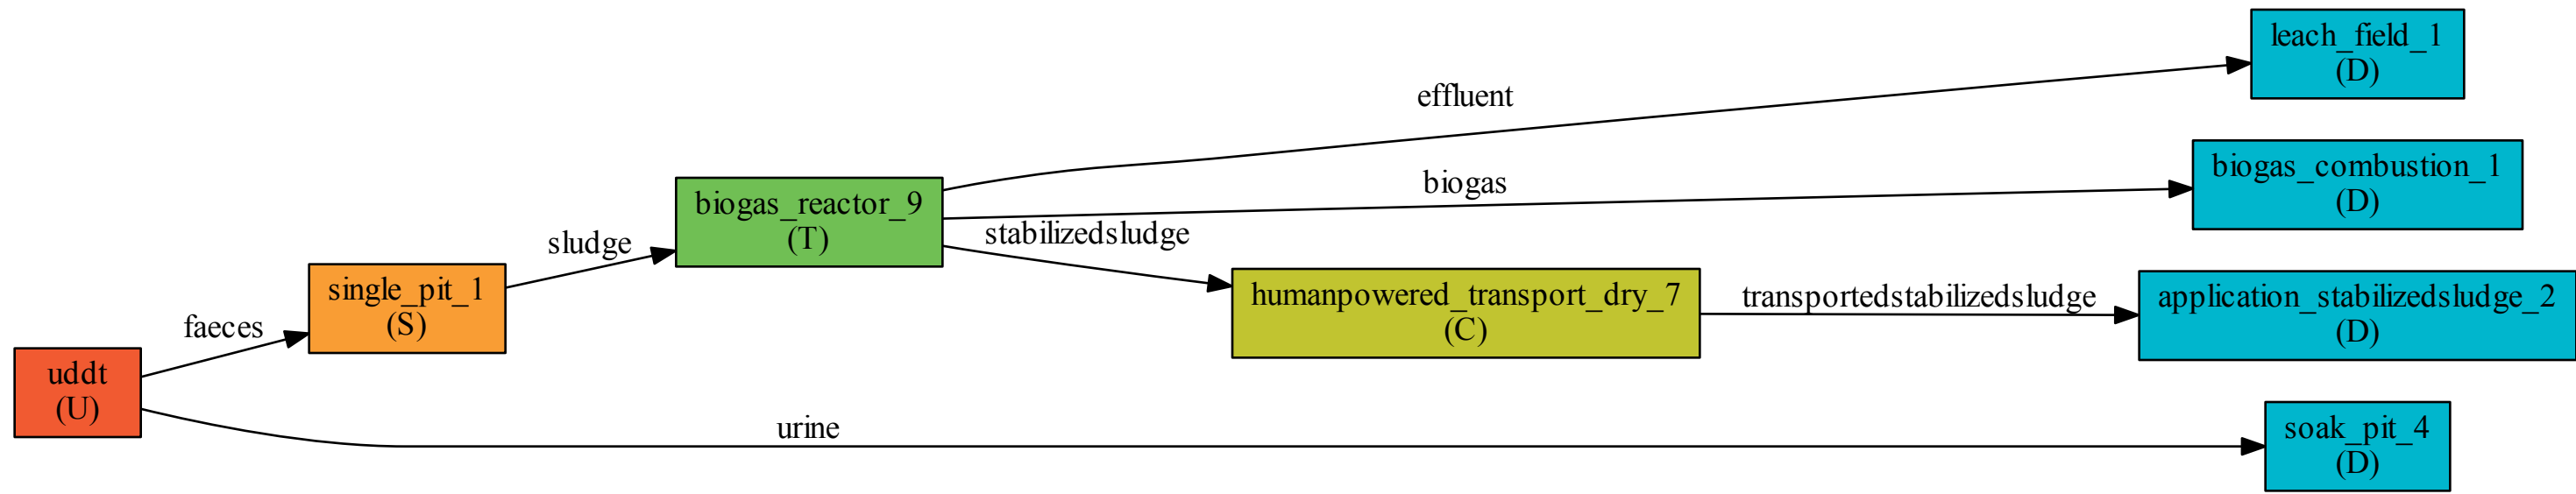 leach_field_1
(D)
effluent
biogas_combustion_1
(D)
biogas
biogas_reactor_9
(T)
stabilizedsludge
sludge
single_pit_1
(S)
humanpowered_transport_dry_7
(C)
transportedstabilizedsludge
application_stabilizedsludge_2
(D)
faeces
uddt
(U)
urine
soak_pit_4
(D)